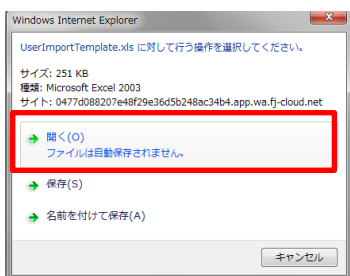 Windows Internet Explorer
UserImportTemplate.xls に対して行う操作を選択してください。
サイズ: 251 KB
種類: Microsoft Excel 2003
サイト: 0477d088207e48f29e36d5b248ac34b4.app.wa.fj-cloud.net
開く(O)
ファイルは自動保存されません。
保存(S)
名前を付けて保存(A)
キャンセル